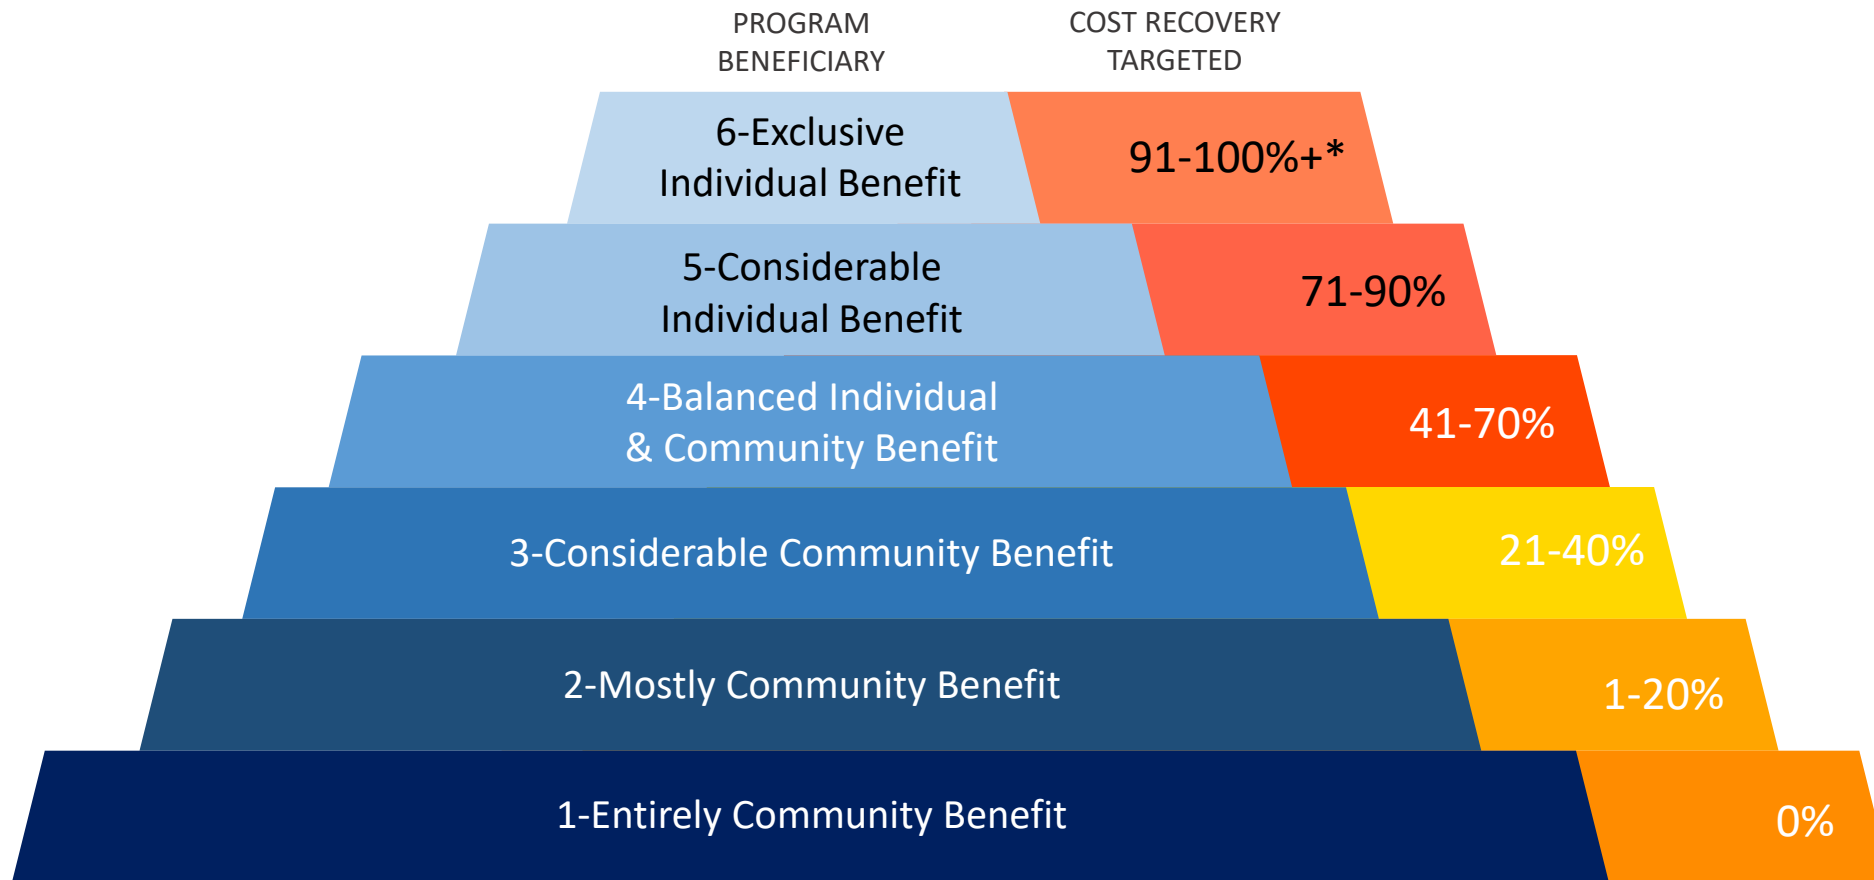 PROGRAM
BENEFICIARY
COST RECOVERY
TARGETED
6-Exclusive
Individual Benefit
91-100%+*
5-Considerable
Individual Benefit
71-90%
4-Balanced Individual
& Community Benefit
41-70%
3-Considerable Community Benefit
21-40%
2-Mostly Community Benefit
1-20%
1-Entirely Community Benefit
0%